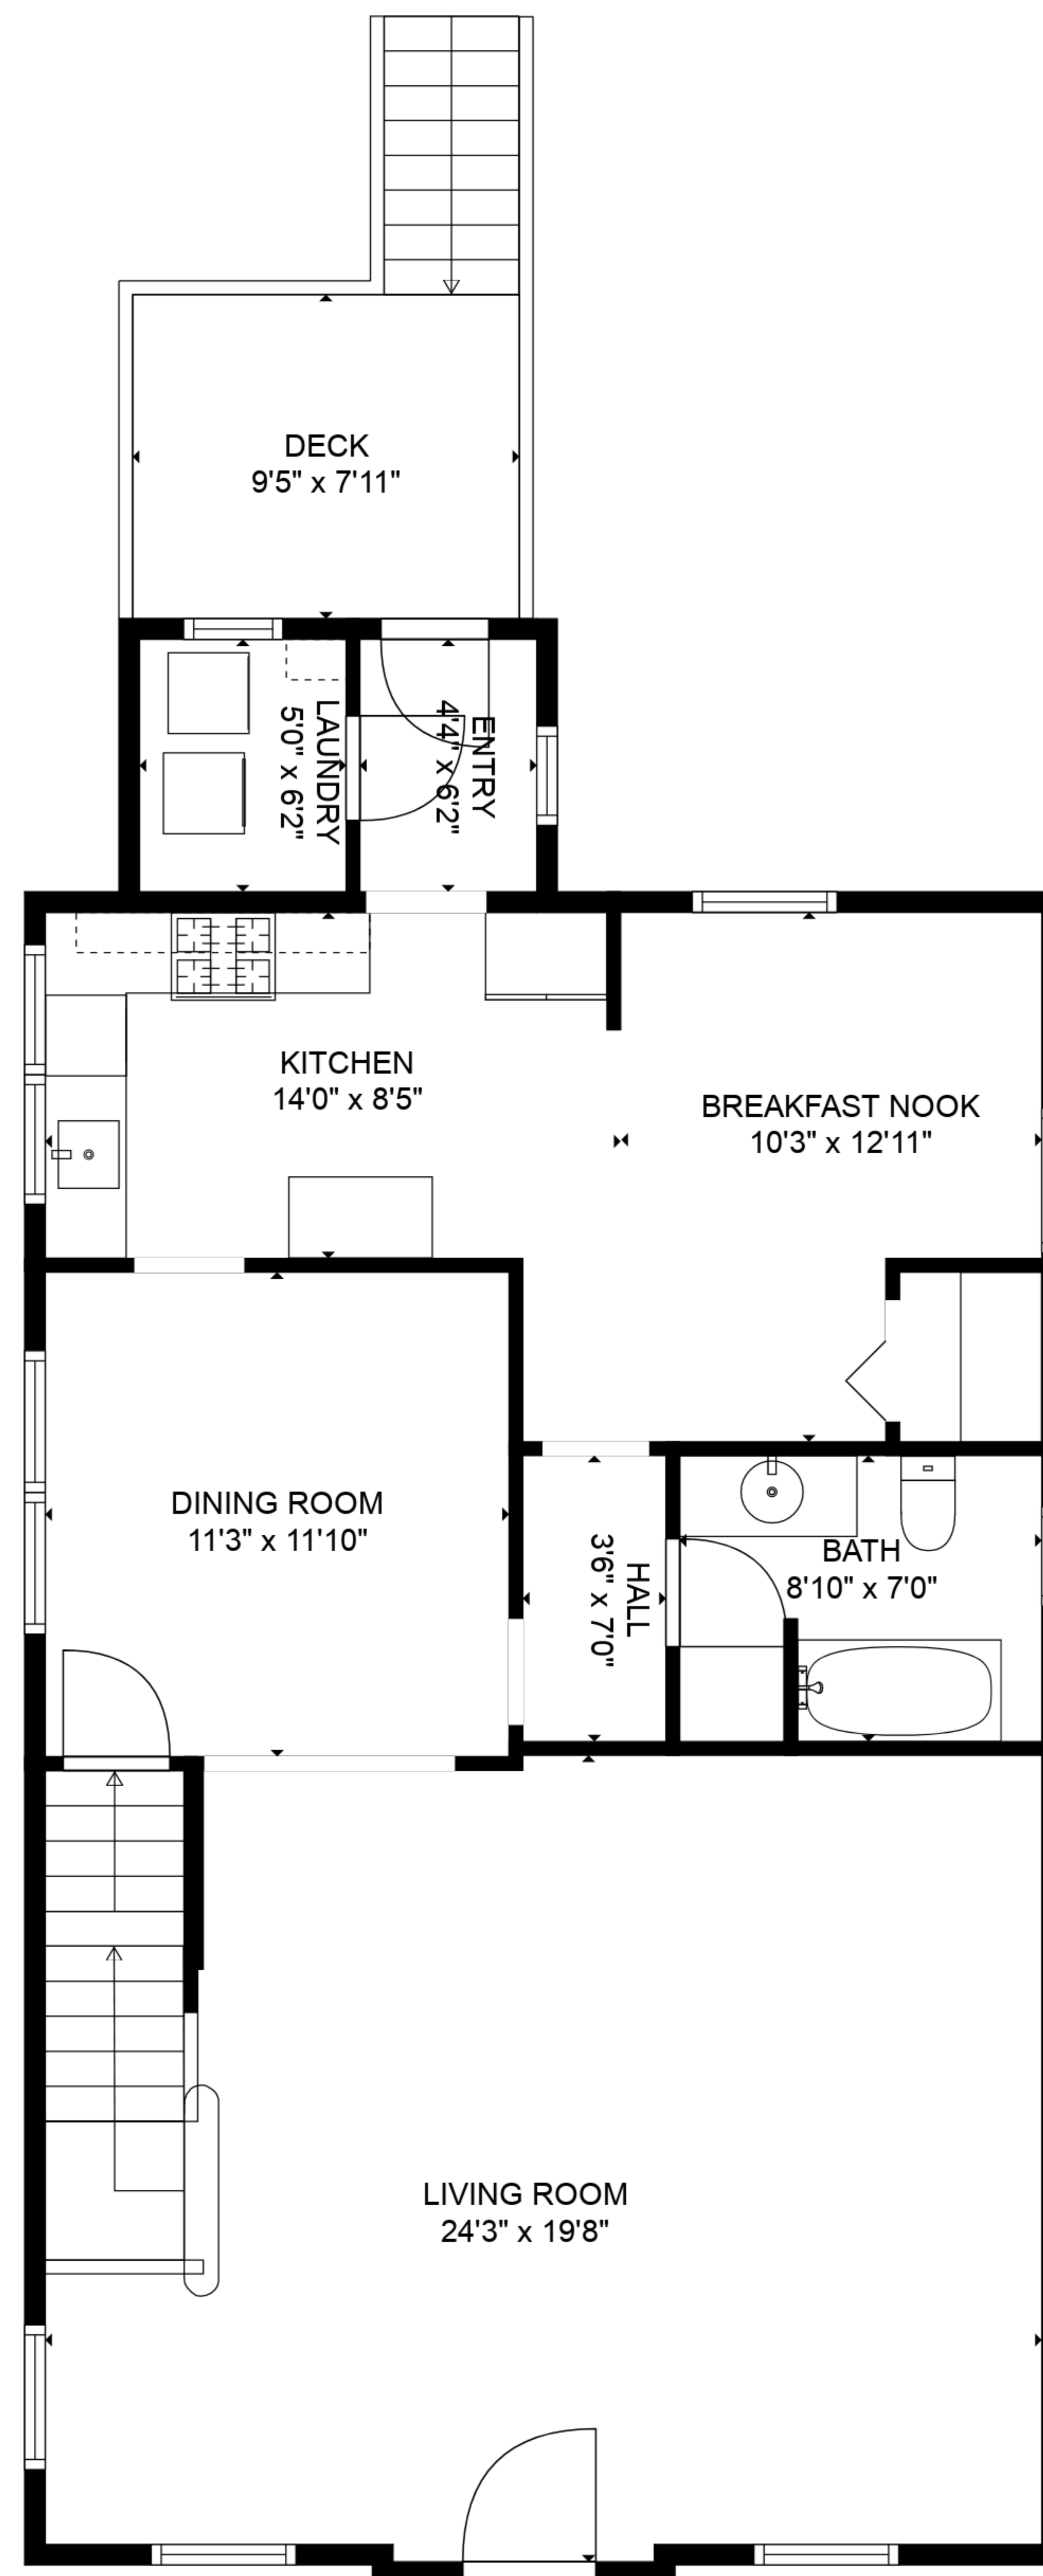 DECK
9'5" x 7'11"
LAUNDRY
5'0" x 6'2"
ENTRY
4'4" x 6'2"
KITCHEN
14'0" x 8'5"
BREAKFAST NOOK
10'3" x 12'11"
DINING ROOM
11'3" x 11'10"
HALL
3'6" x 7'0"
BATH
8'10" x 7'0"
LIVING ROOM
24'3" x 19'8"